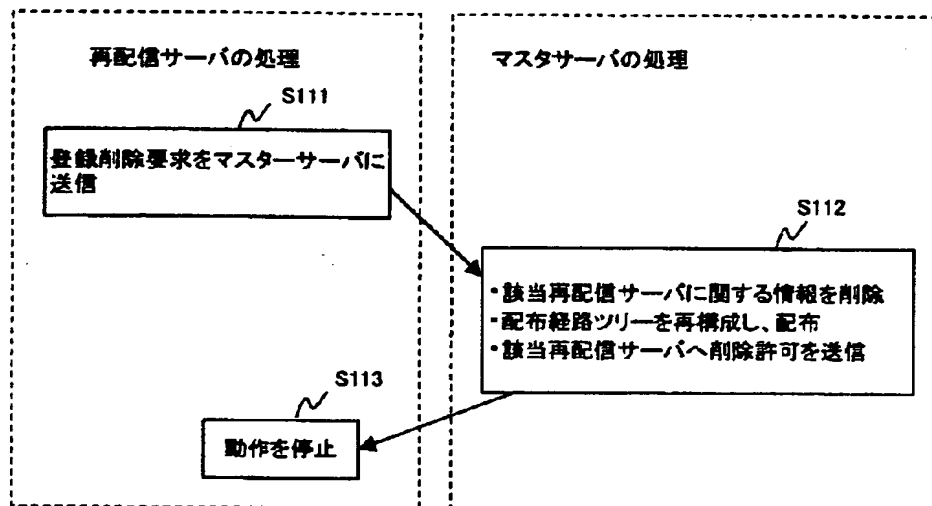 再配信サーバの処理
S111
登録削除要求をマスターサーバに
送信
マスタサーバの処理
S112
・該当再配信サーバに関する情報を削除
・配布経路ツリーを再構成し、配布
・該当再配信サーバへ削除許可を送信
S113
動作を停止